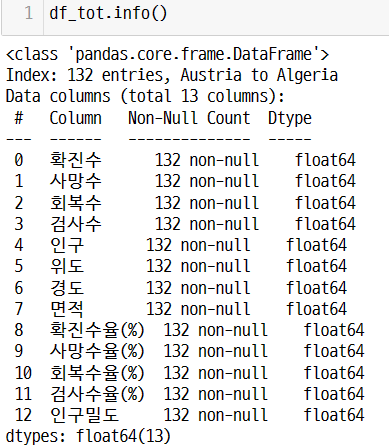 1 df_tot.info()
<class 'pandas.core.frame.DataFrame'>
Index: 132 entries, Austria to Algeria
Data columns (total 13 columns):
 #   Column   Non-Null Count  Dtype
---  ------   --------------  -----
 0   확진수      132 non-null    float64
 1   사망수      132 non-null    float64
 2   회복수      132 non-null    float64
 3   검사수      132 non-null    float64
 4   인구       132 non-null    float64
 5   위도       132 non-null    float64
 6   경도       132 non-null    float64
 7   면적       132 non-null    float64
 8   확진수율(%)  132 non-null    float64
 9   사망수율(%)  132 non-null    float64
 10  회복수율(%)  132 non-null    float64
 11  검사수율(%)  132 non-null    float64
 12  인구밀도     132 non-null    float64
dtypes: float64(13)